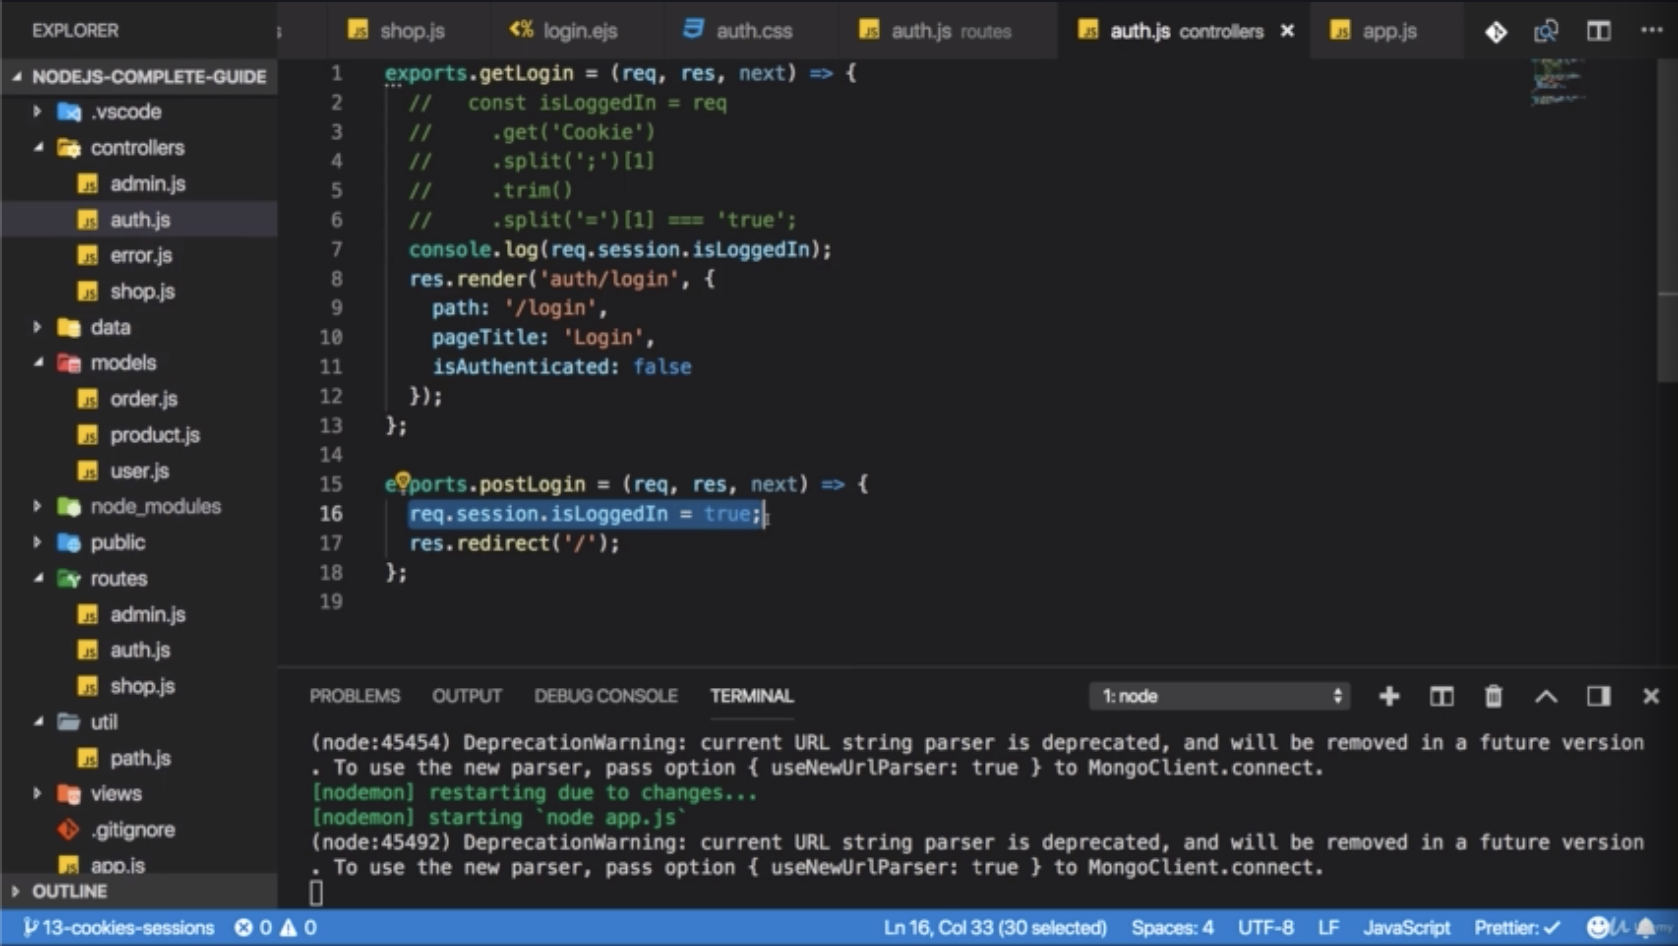 EXPLORER
shop.js
login.ejs
auth.css
auth.js routes
auth.js controllers
app.js
NODEJS-COMPLETE-GUIDE
.vscode
controllers
admin.js
auth.js
error.js
shop.js
data
models
order.js
product.js
user.js
node_modules
public
routes
admin.js
auth.js
shop.js
util
path.js
views
.gitignore
app.js
OUTLINE
1 exports.getLogin = (req, res, next) => {
2 //   const isLoggedIn = req
3 //     .get('Cookie')
4 //     .split(';')[1]
5 //     .trim()
6 //     .split('=')[1] === 'true';
7 console.log(req.session.isLoggedIn);
8 res.render('auth/login', {
9 path: '/login',
10 pageTitle: 'Login',
11 isAuthenticated: false
12 });
13 };
14
15 exports.postLogin = (req, res, next) => {
16 req.session.isLoggedIn = true;
17 res.redirect('/');
18 };
19
PROBLEMS OUTPUT DEBUG CONSOLE TERMINAL 1: node
(node:45454) DeprecationWarning: current URL string parser is deprecated, and will be removed in a future version
. To use the new parser, pass option { useNewUrlParser: true } to MongoClient.connect.
[nodemon] restarting due to changes...
[nodemon] starting `node app.js`
(node:45492) DeprecationWarning: current URL string parser is deprecated, and will be removed in a future version
. To use the new parser, pass option { useNewUrlParser: true } to MongoClient.connect.
13-cookies-sessions 0 0 Ln 16, Col 33 (30 selected) Spaces: 4 UTF-8 LF JavaScript Prettier: ✓